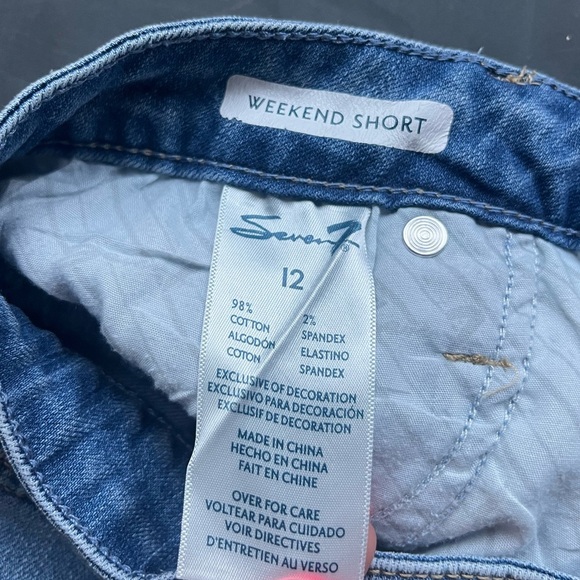 WEEKEND SHORT
Seven7®
12
98% 2%
COTTON SPANDEX
ALGODÓN ELASTINO
COTON SPANDEX
EXCLUSIVE OF DECORATION
EXCLUSIVO PARA DECORACIÓN
EXCLUSIF DE DECORATION
MADE IN CHINA
HECHO EN CHINA
FAIT EN CHINE
OVER FOR CARE
VOLTEAR PARA CUIDADO
VOIR DIRECTIVES
D'ENTRETIEN AU VERSO